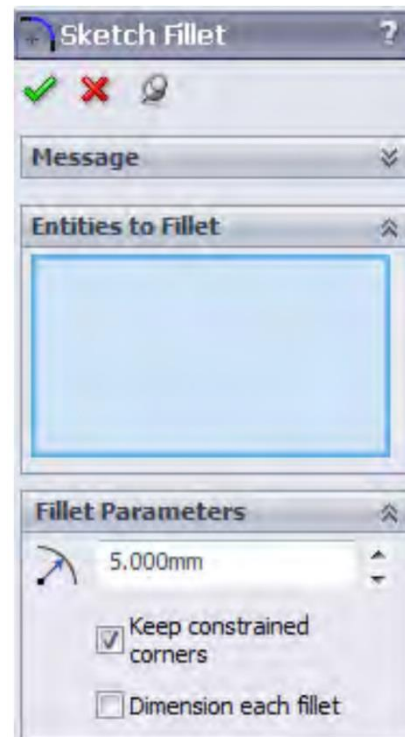 Sketch Fillet ?
Message
Entities to Fillet
Fillet Parameters
5.000mm
Keep constrained
corners
Dimension each fillet